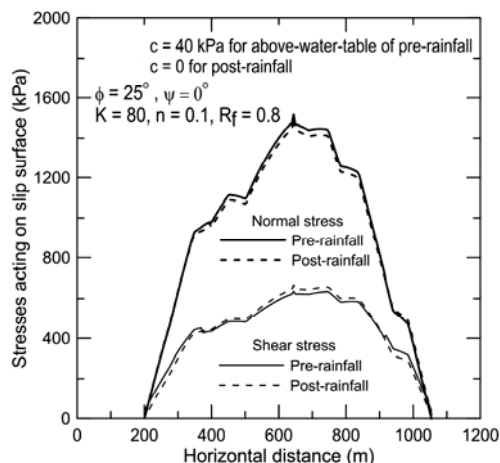 2000
1600
1200
800
400
0
Stresses acting on slip surface (kPa)
c = 40 kPa for above-water-table of pre-rainfall
c = 0 for post-rainfall
ϕ = 25° , ψ = 0°
K = 80, n = 0.1, R_f = 0.8
Normal stress
Pre-rainfall
Post-rainfall
Shear stress
Pre-rainfall
Post-rainfall
0 200 400 600 800 1000 1200
Horizontal distance (m)